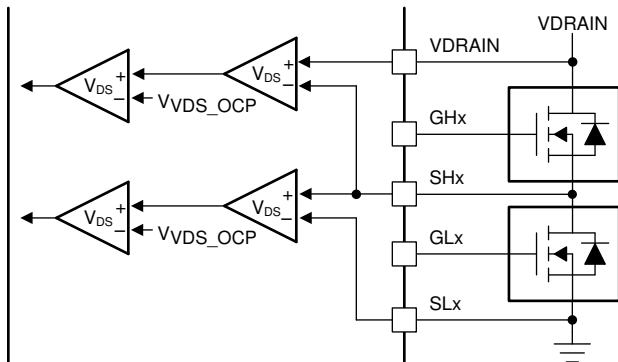 VDRAIN
VDRAIN
VDS
+
−
VVDS_OCP
VDS
+
−
GHx
SHx
VDS
+
−
VVDS_OCP
VDS
+
−
GLx
SLx